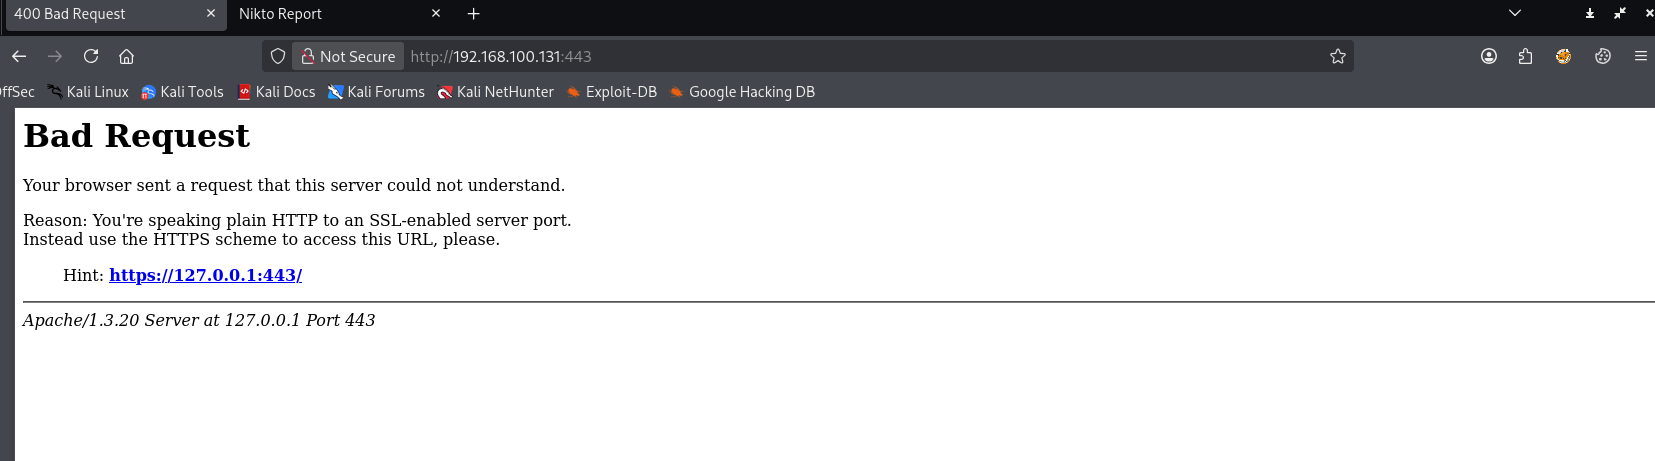 400 Bad Request
Nikto Report
Not Secure
http://192.168.100.131:443
ffSec
Kali Linux
Kali Tools
Kali Docs
Kali Forums
Kali NetHunter
Exploit-DB
Google Hacking DB
Bad Request
Your browser sent a request that this server could not understand.
Reason: You're speaking plain HTTP to an SSL-enabled server port.
Instead use the HTTPS scheme to access this URL, please.
Hint: https://127.0.0.1:443/
Apache/1.3.20 Server at 127.0.0.1 Port 443